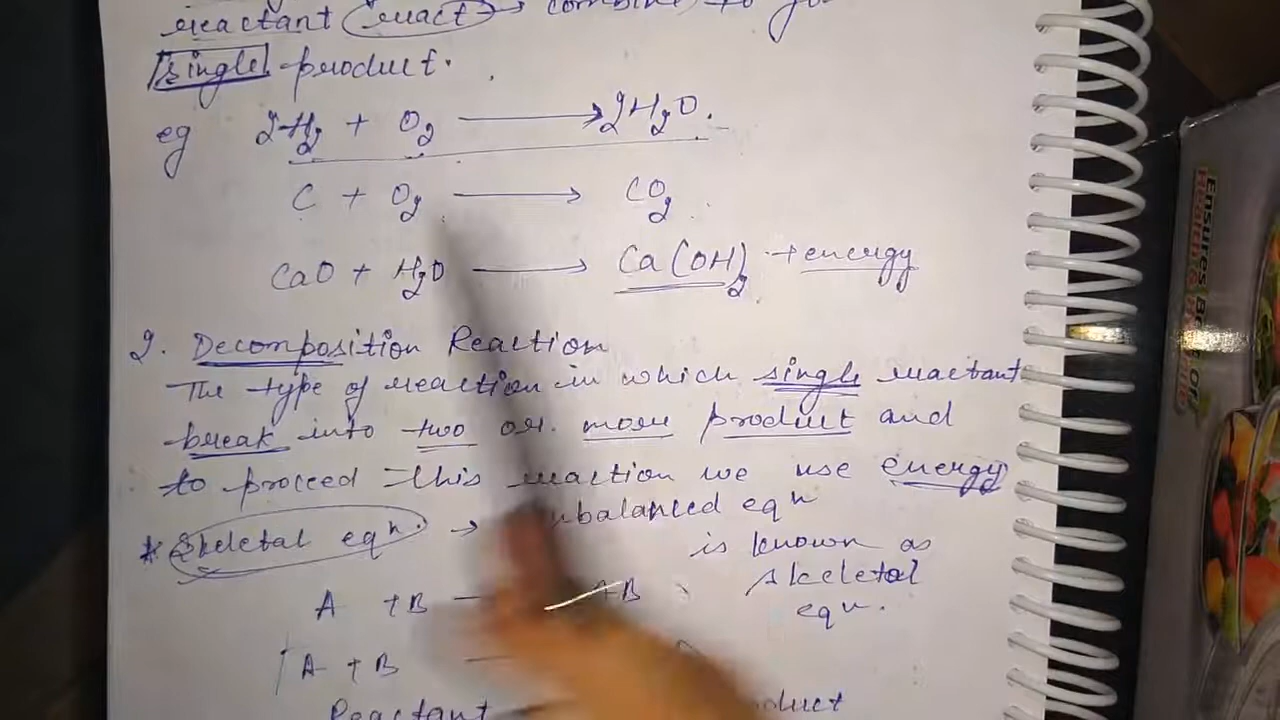 reactant react → combine to
single product.
eg 2H2 + O2 → 2H2O.
C + O2 → CO2
CaO + H2O → Ca(OH)2 + energy
2. Decomposition Reaction
The type of reaction in which single reactant
break into two or. more product and
to proceed this reaction we use energy
* Skeletal eqn. → unbalanced eqn
is known as
skeletal
eqn.
A + B +B
A + B
Reactant
ENSURES